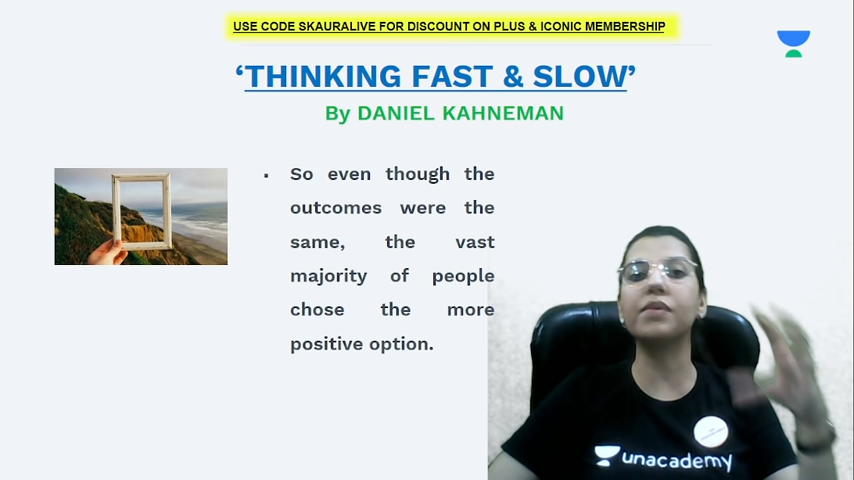 USE CODE SKAURALIVE FOR DISCOUNT ON PLUS & ICONIC MEMBERSHIP
‘THINKING FAST & SLOW’
By DANIEL KAHNEMAN
▪ So even though the
outcomes were the
same, the vast
majority of people
chose the more
positive option.
unacademy